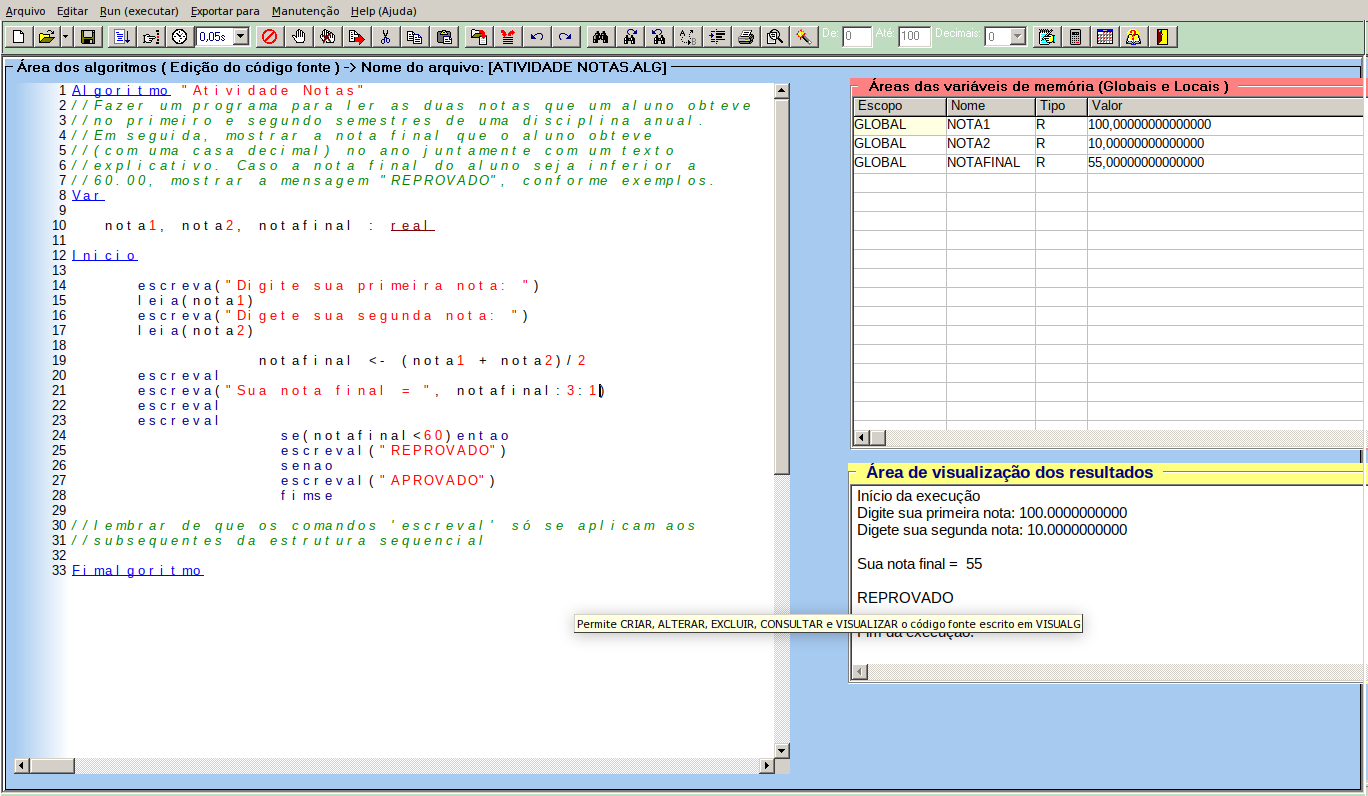 Arquivo Editar Run (executar) Exportar para Manutenção Help (Ajuda)
0,05s De: 0 Até: 100 Decimais: 0
Área dos algoritmos ( Edição do código fonte ) -> Nome do arquivo: [ATIVIDADE NOTAS.ALG]
1 Algoritmo "Atividade Notas"
2 //Fazer um programa para ler as duas notas que um aluno obteve
3 //no primeiro e segundo semestres de uma disciplina anual.
4 //Em seguida, mostrar a nota final que o aluno obteve
5 //(com uma casa decimal) no ano juntamente com um texto
6 //explicativo. Caso a nota final do aluno seja inferior a
7 //60.00, mostrar a mensagem "REPROVADO", conforme exemplos.
8 Var
9
10 nota1, nota2, notafinal : real
11
12 Inicio
13
14 escreva("Digite sua primeira nota: ")
15 leia(nota1)
16 escreva("Digete sua segunda nota: ")
17 leia(nota2)
18
19 notafinal <- (nota1 + nota2)/2
20 escreval
21 escreva("Sua nota final = ", notafinal:3:1)
22 escreval
23 escreval
24 se(notafinal<60)entao
25 escreval("REPROVADO")
26 senao
27 escreval("APROVADO")
28 fimse
29
30 //lembrar de que os comandos 'escreval' só se aplicam aos
31 //subsequentes da estrutura sequencial
32
33 Fimalgoritmo
Áreas das variáveis de memória (Globais e Locais )
Escopo Nome Tipo Valor
GLOBAL NOTA1 R 100,00000000000000
GLOBAL NOTA2 R 10,00000000000000
GLOBAL NOTAFINAL R 55,00000000000000
Área de visualização dos resultados
Início da execução
Digite sua primeira nota: 100.0000000000
Digete sua segunda nota: 10.0000000000
Sua nota final =  55
REPROVADO
Permite CRIAR, ALTERAR, EXCLUIR, CONSULTAR e VISUALIZAR o código fonte escrito em VISUALG
Fim da execução.